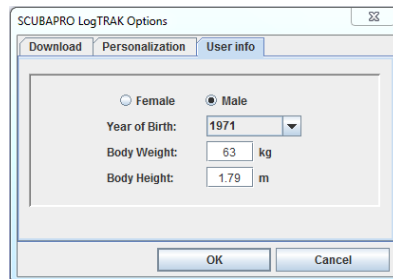 SCUBAPRO LogTRAK Options
Download Personalization User info
Female Male
Year of Birth: 1971
Body Weight: 63 kg
Body Height: 1.79 m
OK Cancel